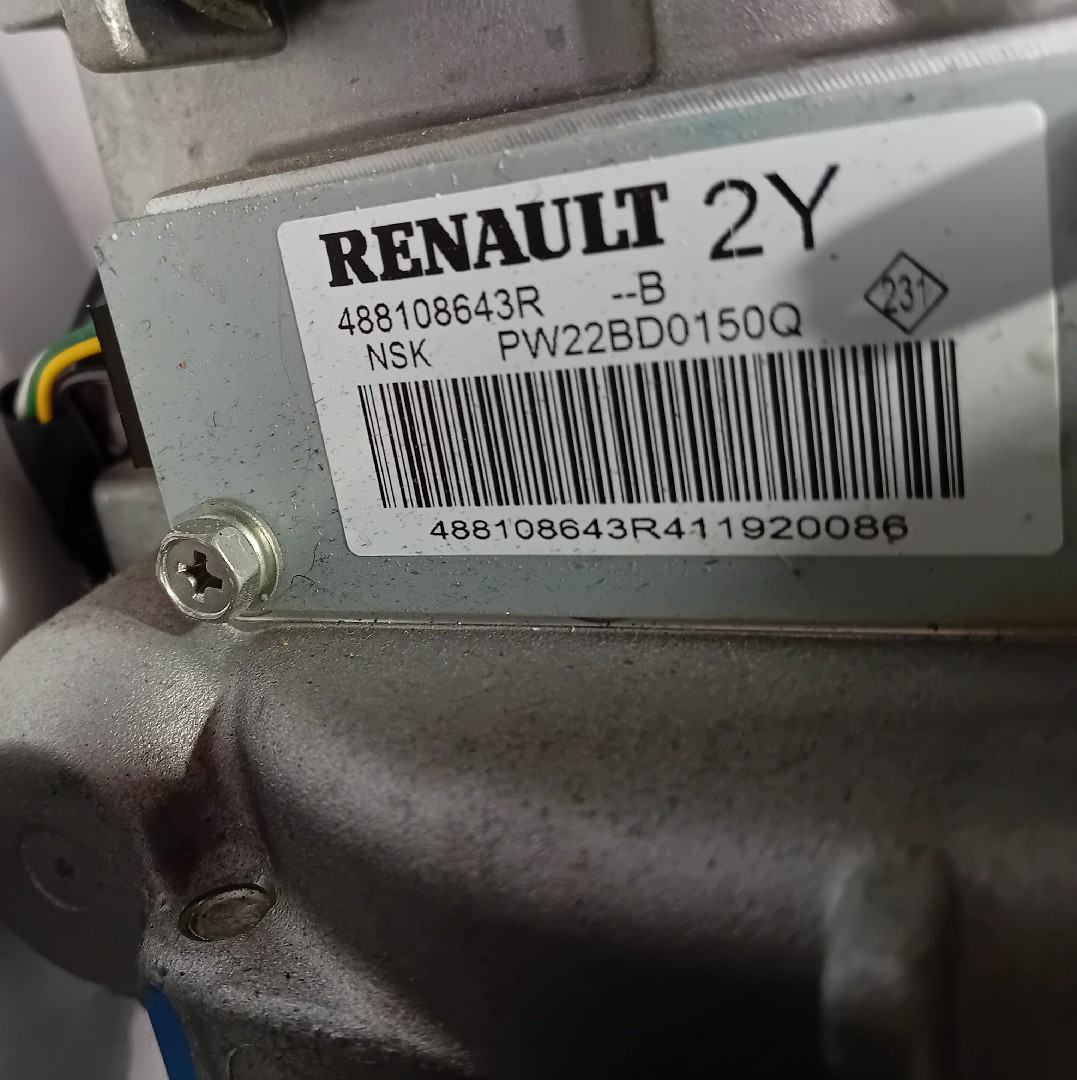 RENAULT 2Y
488108643R --B
231
NSK PW22BD0150Q
488108643R411920086